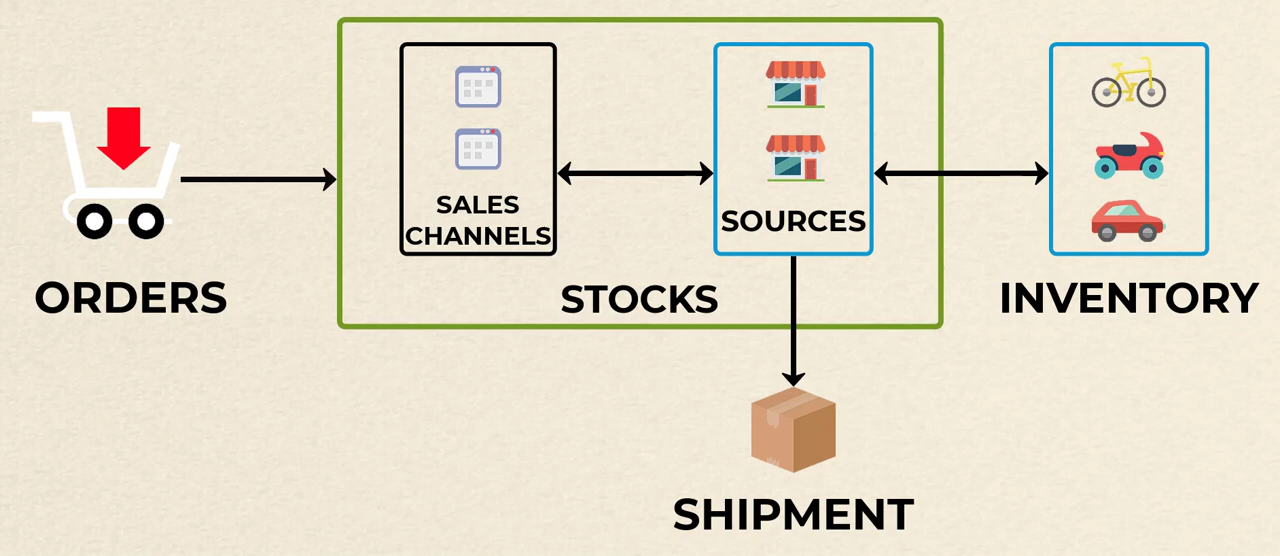 SALES
CHANNELS
SOURCES
ORDERS
STOCKS
INVENTORY
SHIPMENT